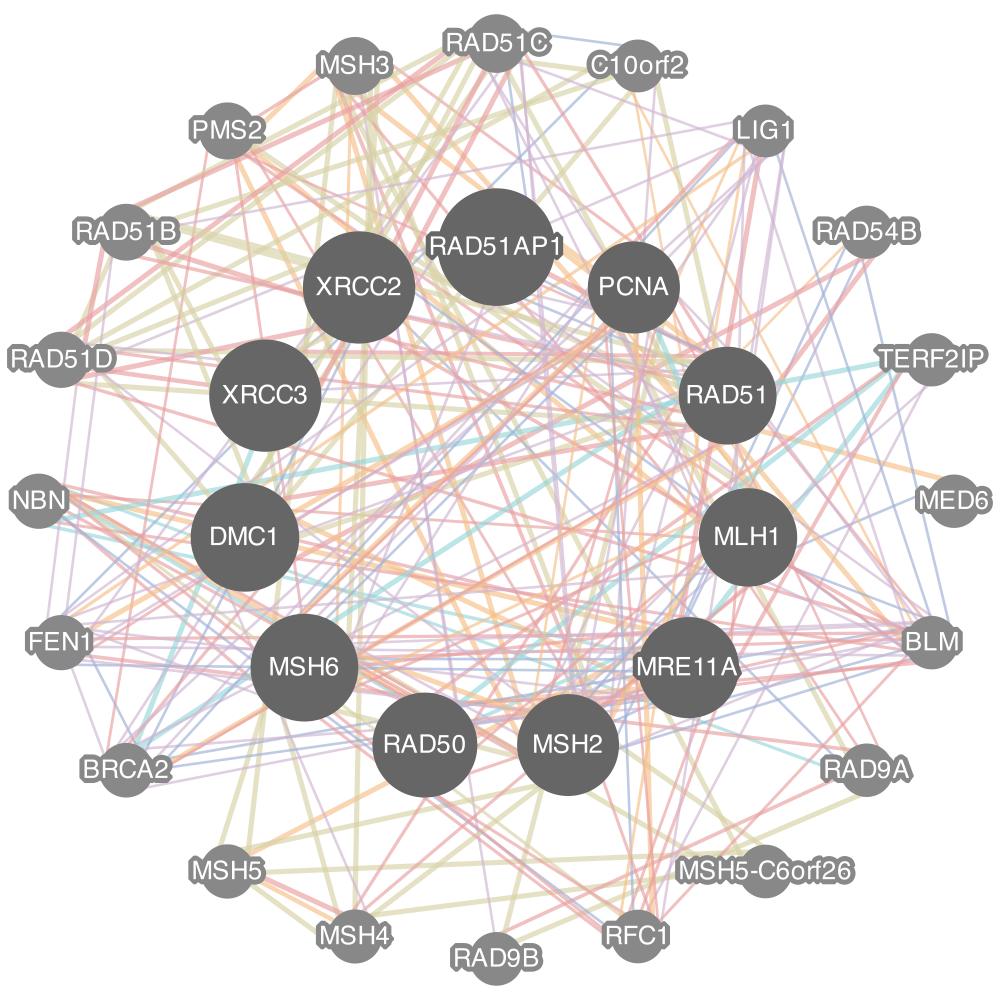 RAD51C
MSH3
C10orf2
PMS2
LIG1
RAD51B
RAD54B
RAD51AP1
XRCC2
PCNA
RAD51D
TERF2IP
XRCC3
RAD51
NBN
MED6
DMC1
MLH1
FEN1
BLM
MSH6
MRE11A
RAD50
MSH2
BRCA2
RAD9A
MSH5
MSH5-C6orf26
MSH4
RFC1
RAD9B